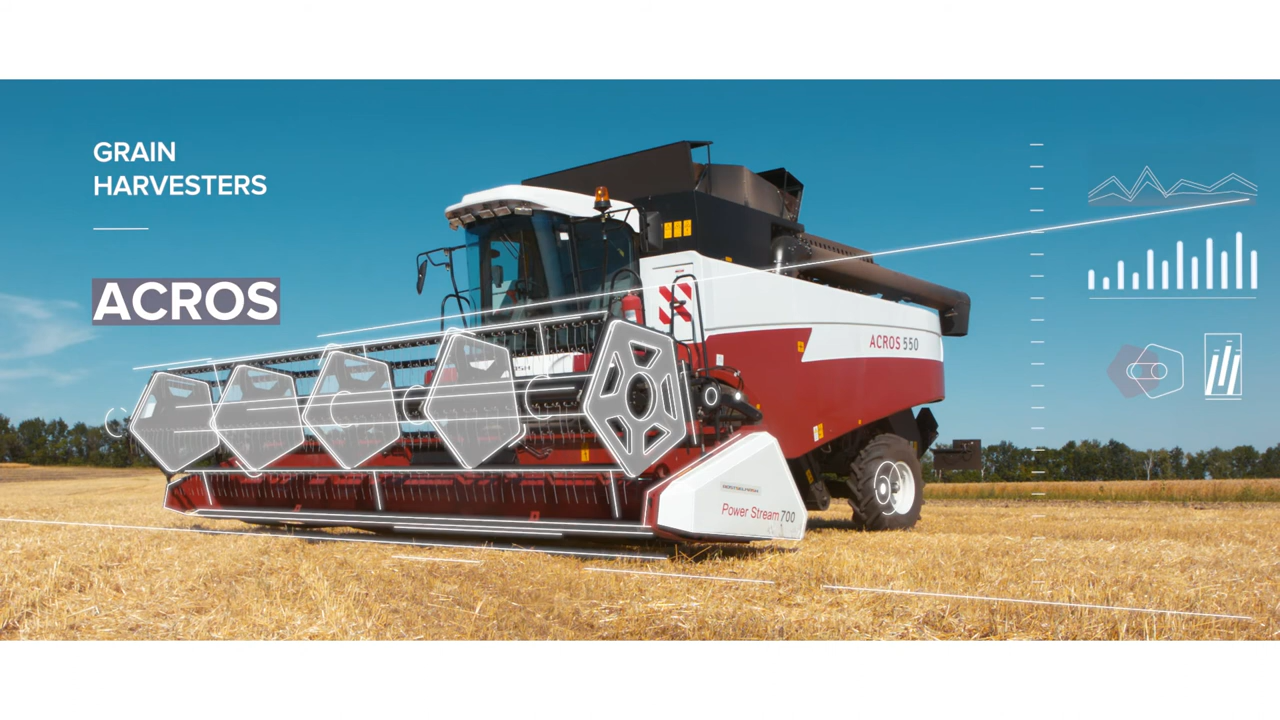 GRAIN
HARVESTERS
ACROS
ACROS 550
Power Stream 700